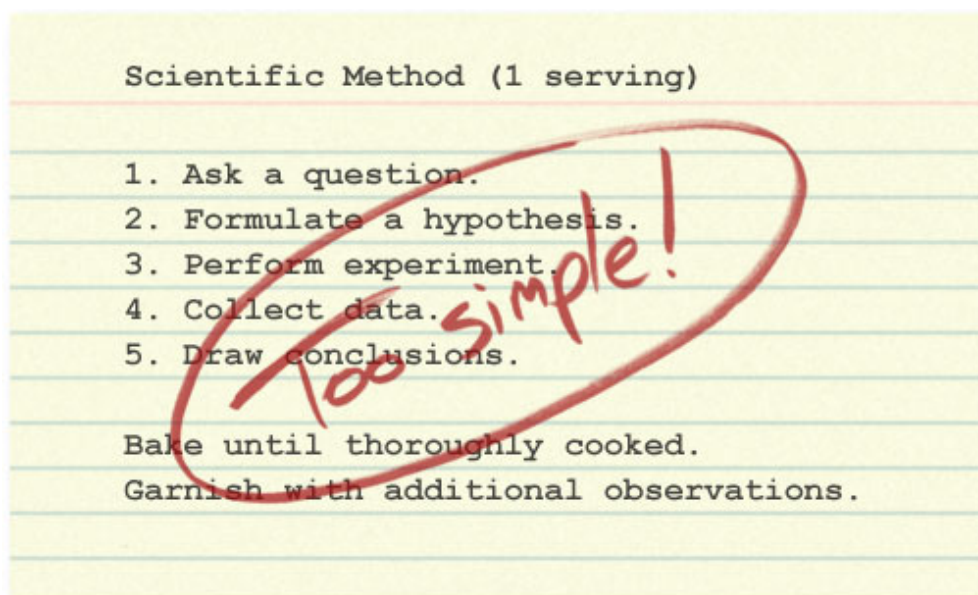 Scientific Method (1 serving)
1. Ask a question.
2. Formulate a hypothesis.
3. Perform experiment.
4. Collect data.
5. Draw conclusions.
Too simple!
Bake until thoroughly cooked.
Garnish with additional observations.